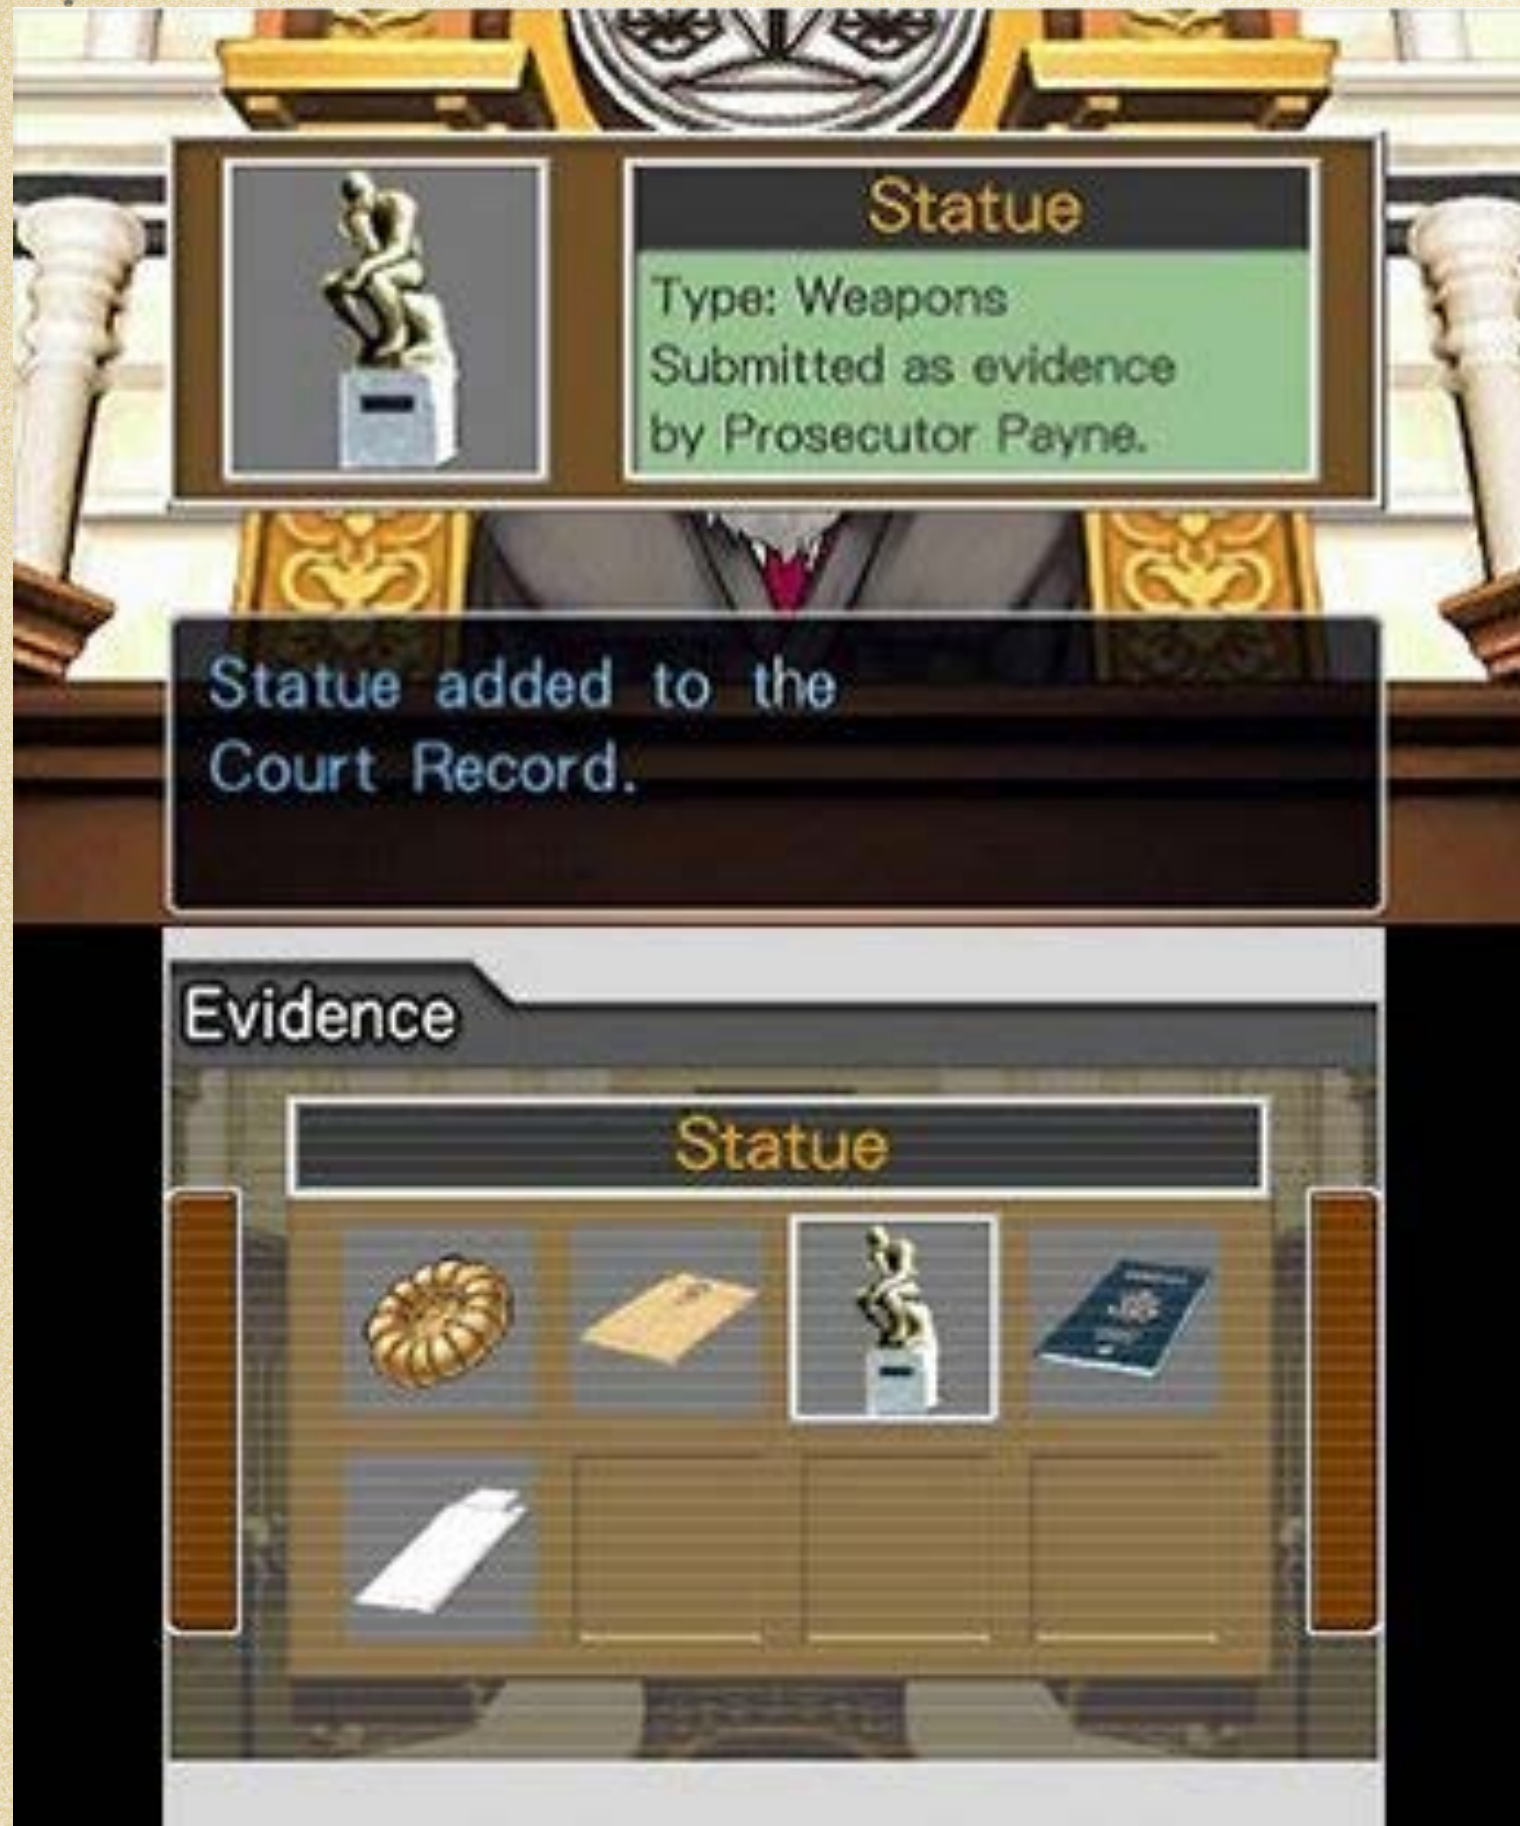 Statue
Type: Weapons
Submitted as evidence
by Prosecutor Payne.
Statue added to the
Court Record.
Evidence
Statue